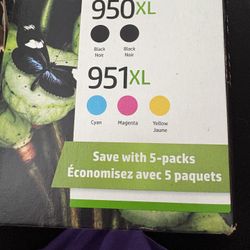 950XL
Black Black
Noir Noir
951XL
Cyan Magenta Yellow
Jaune
Save with 5-packs
Économisez avec 5 paquets